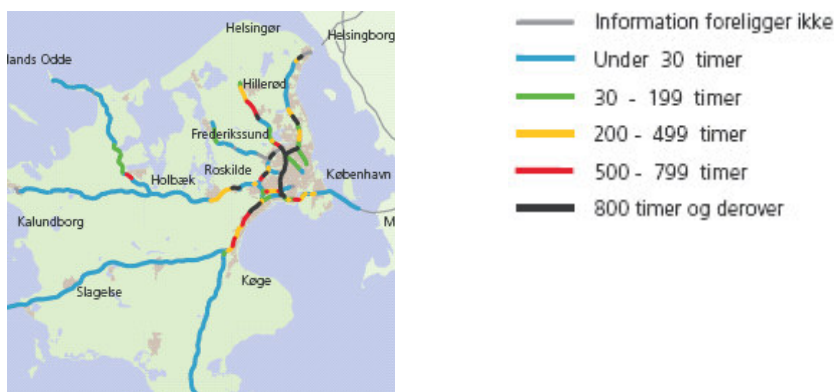 Helsingør
Helsingborg
lands Odde
Hillerød
Frederikssund
Roskilde
Holbæk
København
Kalundborg
M
Køge
Slagelse
Information foreligger ikke
Under 30 timer
30 - 199 timer
200 - 499 timer
500 - 799 timer
800 timer og derover